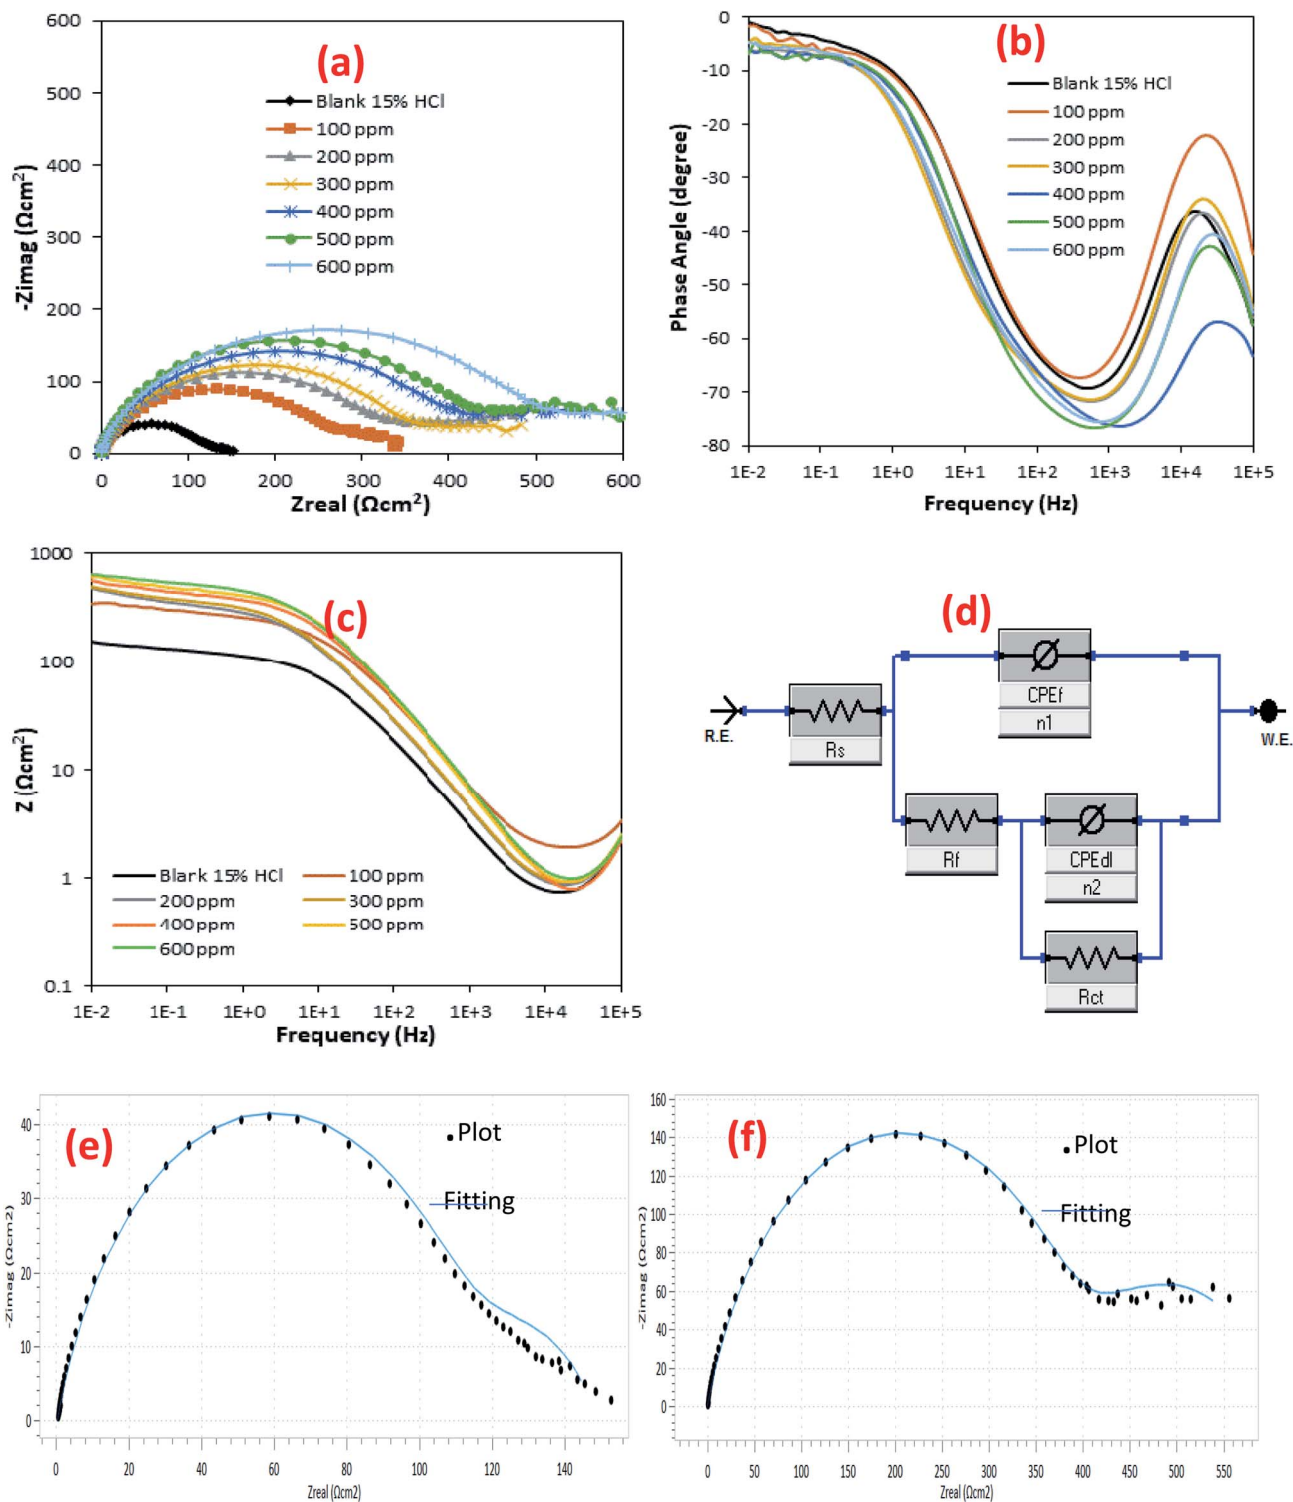 (a)
600
500
400
300
200
100
0
-Zimag (Ωcm²)
Blank 15% HCl
100 ppm
200 ppm
300 ppm
400 ppm
500 ppm
600 ppm
0 100 200 300 400 500 600
Zreal (Ωcm²)
(b)
0
-10
-20
-30
-40
-50
-60
-70
-80
Phase Angle (degree)
Blank 15% HCl
100 ppm
200 ppm
300 ppm
400 ppm
500 ppm
600 ppm
1E-2 1E-1 1E+0 1E+1 1E+2 1E+3 1E+4 1E+5
Frequency (Hz)
(c)
1000
100
10
1
0.1
Z (Ωcm²)
Blank 15% HCl 100 ppm
200 ppm 300 ppm
400 ppm 500 ppm
600 ppm
1E-2 1E-1 1E+0 1E+1 1E+2 1E+3 1E+4 1E+5
Frequency (Hz)
(d)
R.E.
Rs
CPEf
n1
W.E.
Rf
CPEdl
n2
Rct
(e)
40
30
20
10
0
-Zimag (Ωcm2)
Plot
Fitting
0 20 40 60 80 100 120 140
Zreal (Ωcm2)
(f)
160
140
120
100
80
60
40
20
0
-Zimag (Ωcm2)
Plot
Fitting
0 50 100 150 200 250 300 350 400 450 500 550
Zreal (Ωcm2)